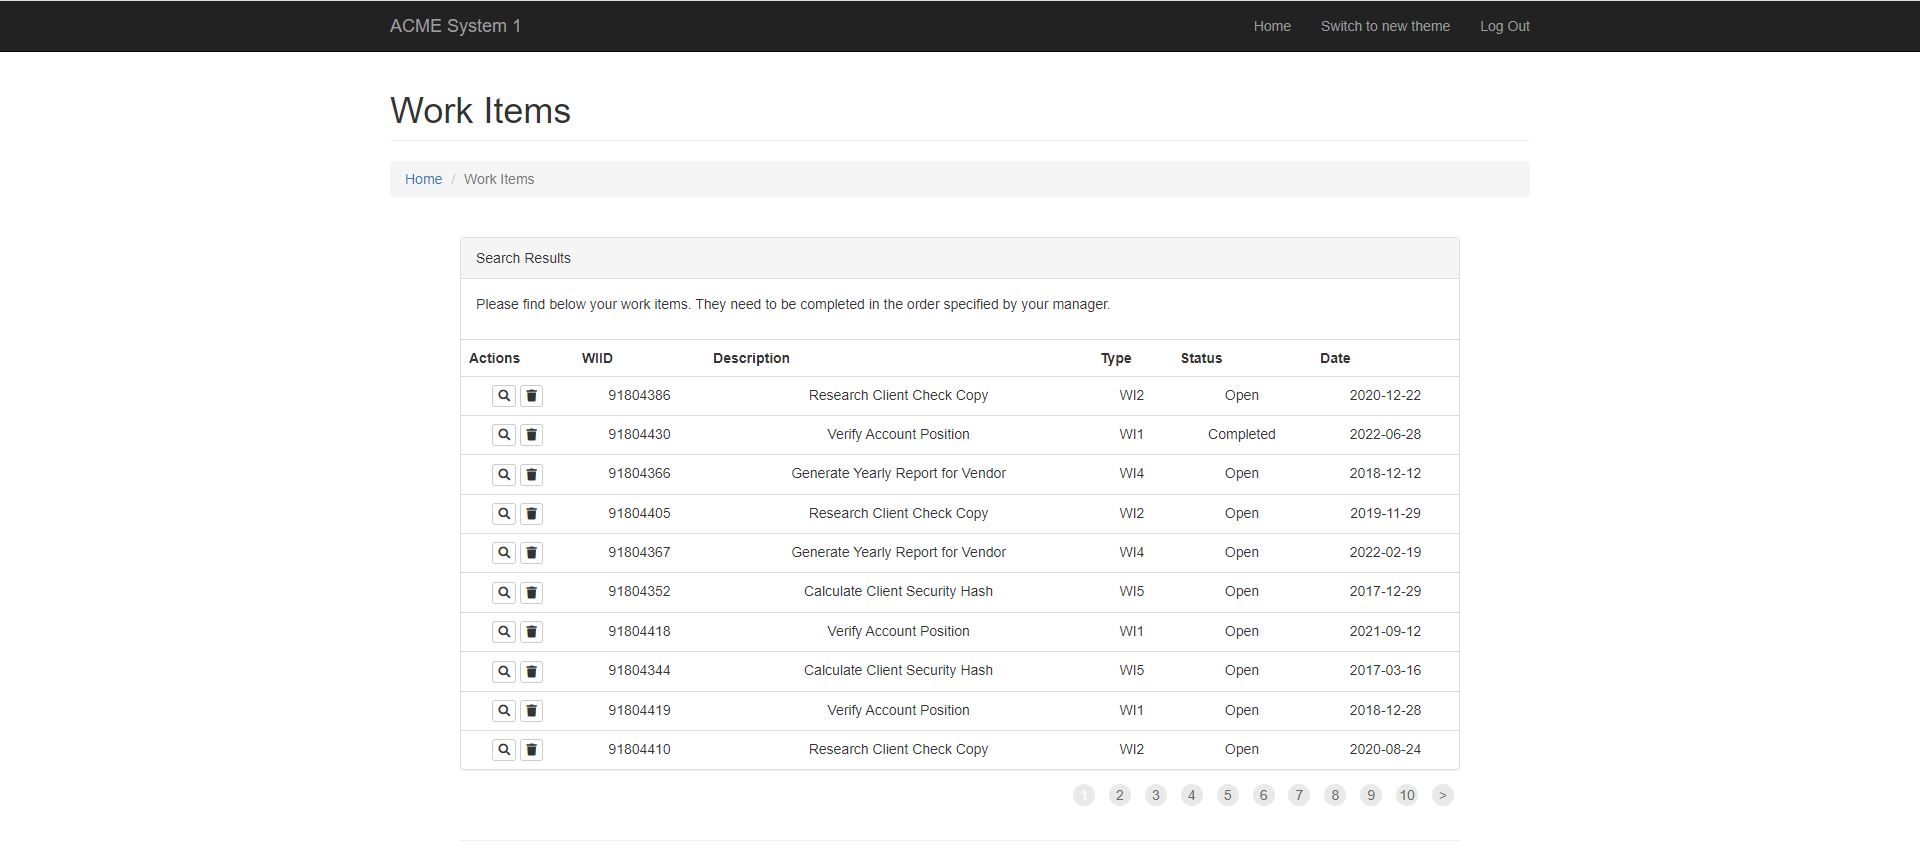 ACME System 1 Home Switch to new theme Log Out
Work Items
Home / Work Items
Search Results
Please find below your work items. They need to be completed in the order specified by your manager.
Actions WIID Description Type Status Date
91804386 Research Client Check Copy WI2 Open 2020-12-22
91804430 Verify Account Position WI1 Completed 2022-06-28
91804366 Generate Yearly Report for Vendor WI4 Open 2018-12-12
91804405 Research Client Check Copy WI2 Open 2019-11-29
91804367 Generate Yearly Report for Vendor WI4 Open 2022-02-19
91804352 Calculate Client Security Hash WI5 Open 2017-12-29
91804418 Verify Account Position WI1 Open 2021-09-12
91804344 Calculate Client Security Hash WI5 Open 2017-03-16
91804419 Verify Account Position WI1 Open 2018-12-28
91804410 Research Client Check Copy WI2 Open 2020-08-24
1 2 3 4 5 6 7 8 9 10 >